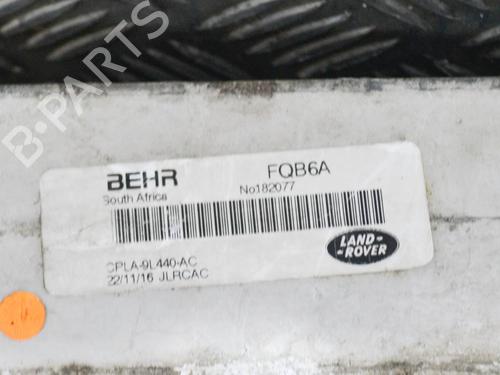 B-PARTS
BEHR
FQB6A
South Africa
No182077
LAND-
-ROVER
CPLA-9L440-AC
22/11/16 JLRCAC